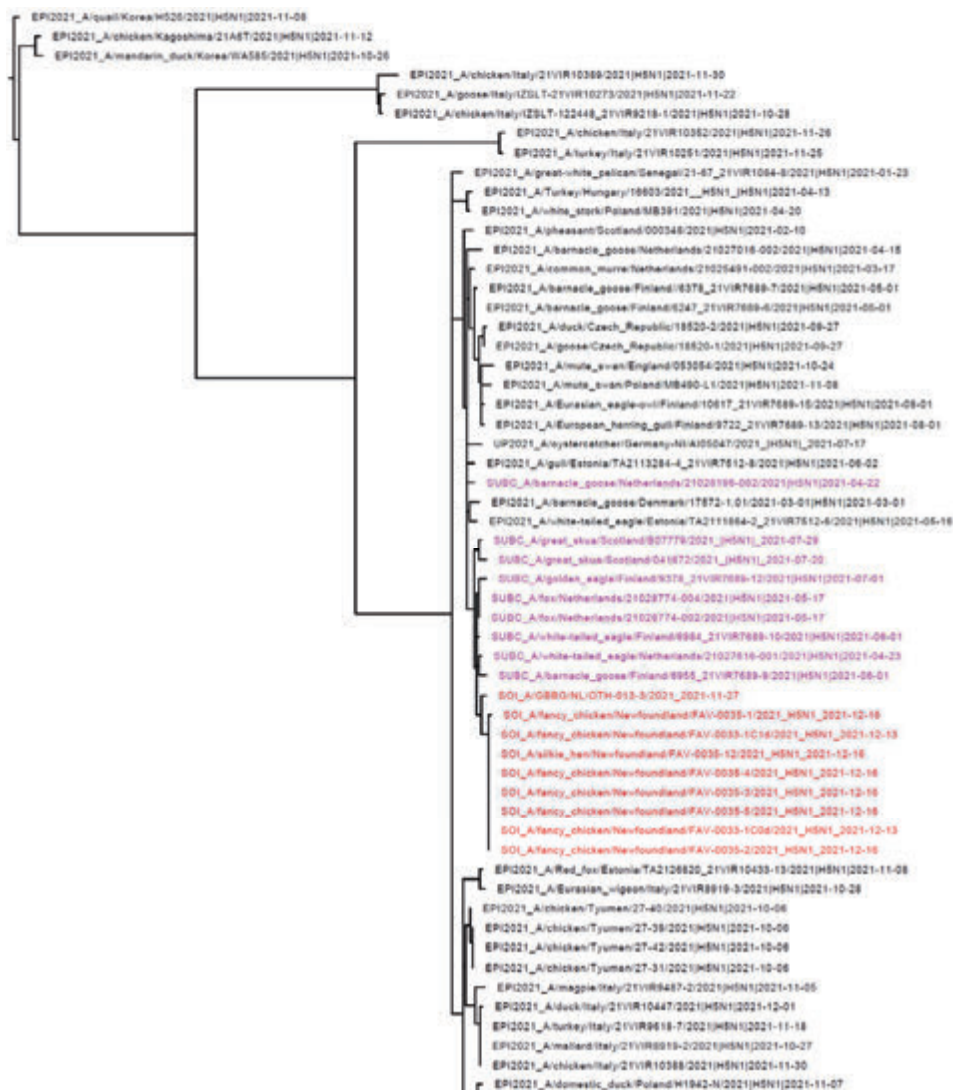 EPI2021_A/quail/Korea/H526/2021|H5N1|2021-11-08
EPI2021_A/chicken/Kagoshima/21A6T/2021|H5N1|2021-11-12
EPI2021_A/mandarin_duck/Korea/WA585/2021|H5N1|2021-10-26
EPI2021_A/chicken/Italy/21VIR10389/2021|H5N1|2021-11-30
EPI2021_A/goose/Italy/IZSLT-21VIR10273/2021|H5N1|2021-11-22
EPI2021_A/chicken/Italy/IZSLT-122448_21VIR9218-1/2021|H5N1|2021-10-28
EPI2021_A/chicken/Italy/21VIR10352/2021|H5N1|2021-11-26
EPI2021_A/turkey/Italy/21VIR10251/2021|H5N1|2021-11-25
EPI2021_A/great-white_pelican/Senegal/21-67_21VIR1084-8/2021|H5N1|2021-01-23
EPI2021_A/Turkey/Hungary/16603/2021__H5N1_|H5N1|2021-04-13
EPI2021_A/white_stork/Poland/MB391/2021|H5N1|2021-04-20
EPI2021_A/pheasant/Scotland/000346/2021|H5N1|2021-02-10
EPI2021_A/barnacle_goose/Netherlands/21027016-002/2021|H5N1|2021-04-15
EPI2021_A/common_murre/Netherlands/21025491-002/2021|H5N1|2021-03-17
EPI2021_A/barnacle_goose/Finland/6378_21VIR7689-7/2021|H5N1|2021-05-01
EPI2021_A/barnacle_goose/Finland/6247_21VIR7689-6/2021|H5N1|2021-05-01
EPI2021_A/duck/Czech_Republic/18520-2/2021|H5N1|2021-09-27
EPI2021_A/goose/Czech_Republic/18520-1/2021|H5N1|2021-09-27
EPI2021_A/mute_swan/England/053054/2021|H5N1|2021-10-24
EPI2021_A/mute_swan/Poland/MB490-L1/2021|H5N1|2021-11-08
EPI2021_A/Eurasian_eagle-owl/Finland/10617_21VIR7689-15/2021|H5N1|2021-08-01
EPI2021_A/European_herring_gull/Finland/9722_21VIR7689-13/2021|H5N1|2021-08-01
UP2021_A/oystercatcher/Germany-NI/AI05047/2021_|H5N1|_2021-07-17
EPI2021_A/gull/Estonia/TA2113284-4_21VIR7512-8/2021|H5N1|2021-06-02
SUBC_A/barnacle_goose/Netherlands/21028196-002/2021|H5N1|2021-04-22
EPI2021_A/barnacle_goose/Denmark/17572-1.01/2021-03-01|H5N1|2021-03-01
EPI2021_A/white-tailed_eagle/Estonia/TA2111864-2_21VIR7512-6/2021|H5N1|2021-05-16
SUBC_A/great_skua/Scotland/B07779/2021_|H5N1|_2021-07-29
SUBC_A/great_skua/Scotland/041672/2021_|H5N1|_2021-07-20
SUBC_A/golden_eagle/Finland/9376_21VIR7689-12/2021|H5N1|2021-07-01
SUBC_A/fox/Netherlands/21028774-004/2021|H5N1|2021-05-17
SUBC_A/fox/Netherlands/21028774-002/2021|H5N1|2021-05-17
SUBC_A/white-tailed_eagle/Finland/6984_21VIR7689-10/2021|H5N1|2021-06-01
SUBC_A/white-tailed_eagle/Netherlands/21027616-001/2021|H5N1|2021-04-23
SUBC_A/barnacle_goose/Finland/6955_21VIR7689-9/2021|H5N1|2021-06-01
SOI_A/GBBG/NL/OTH-013-3/2021_2021-11-27
SOI_A/fancy_chicken/Newfoundland/FAV-0035-1/2021_H5N1_2021-12-16
SOI_A/fancy_chicken/Newfoundland/FAV-0033-1C1d/2021_H5N1_2021-12-13
SOI_A/silkie_hen/Newfoundland/FAV-0035-12/2021_H5N1_2021-12-16
SOI_A/fancy_chicken/Newfoundland/FAV-0035-4/2021_H5N1_2021-12-16
SOI_A/fancy_chicken/Newfoundland/FAV-0035-3/2021_H5N1_2021-12-16
SOI_A/fancy_chicken/Newfoundland/FAV-0035-5/2021_H5N1_2021-12-16
SOI_A/fancy_chicken/Newfoundland/FAV-0033-1C0d/2021_H5N1_2021-12-13
SOI_A/fancy_chicken/Newfoundland/FAV-0035-2/2021_H5N1_2021-12-16
EPI2021_A/Red_fox/Estonia/TA2126620_21VIR10433-13/2021|H5N1|2021-11-08
EPI2021_A/Eurasian_wigeon/Italy/21VIR8919-3/2021|H5N1|2021-10-28
EPI2021_A/chicken/Tyumen/27-40/2021|H5N1|2021-10-06
EPI2021_A/chicken/Tyumen/27-39/2021|H5N1|2021-10-06
EPI2021_A/chicken/Tyumen/27-42/2021|H5N1|2021-10-06
EPI2021_A/chicken/Tyumen/27-31/2021|H5N1|2021-10-06
EPI2021_A/magpie/Italy/21VIR9487-2/2021|H5N1|2021-11-05
EPI2021_A/duck/Italy/21VIR10447/2021|H5N1|2021-12-01
EPI2021_A/turkey/Italy/21VIR9618-7/2021|H5N1|2021-11-18
EPI2021_A/mallard/Italy/21VIR8919-2/2021|H5N1|2021-10-27
EPI2021_A/chicken/Italy/21VIR10388/2021|H5N1|2021-11-30
EPI2021_A/domestic_duck/Poland/H1942-N/2021|H5N1|2021-11-07